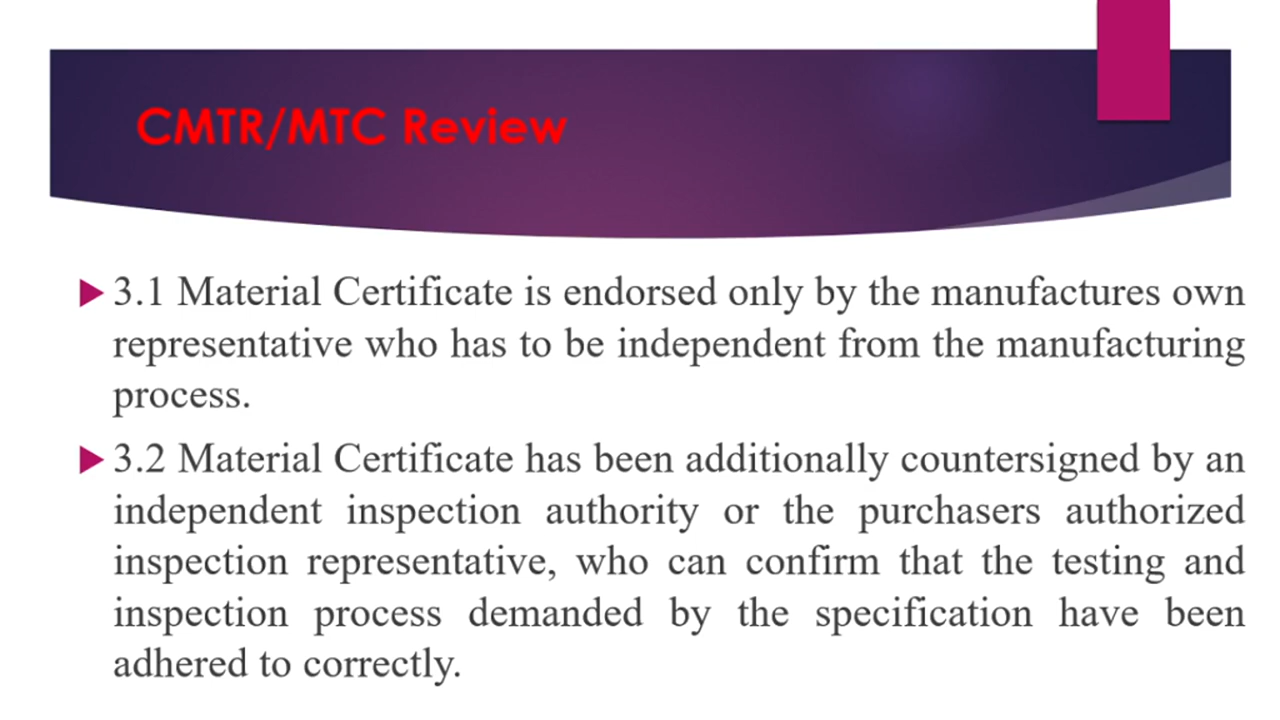 CMTR/MTC Review
3.1 Material Certificate is endorsed only by the manufactures own
representative who has to be independent from the manufacturing
process.
3.2 Material Certificate has been additionally countersigned by an
independent inspection authority or the purchasers authorized
inspection representative, who can confirm that the testing and
inspection process demanded by the specification have been
adhered to correctly.